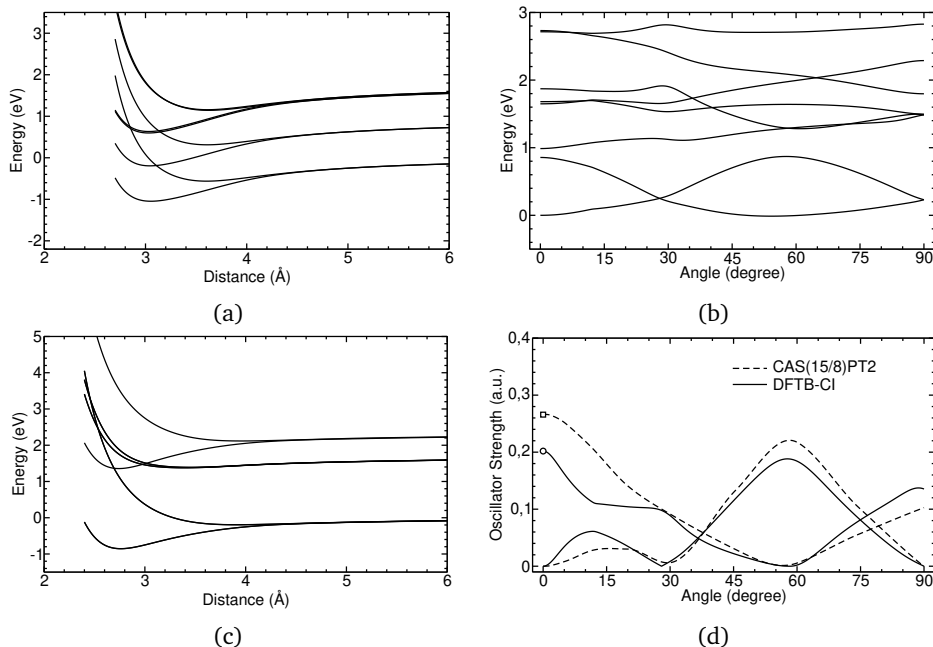 3
2
1
0
-1
-2
Energy (eV)
2 3 4 5 6
Distance (Å)
(a)
3
2
1
0
Energy (eV)
0 15 30 45 60 75 90
Angle (degree)
(b)
5
4
3
2
1
0
-1
Energy (eV)
2 3 4 5 6
Distance (Å)
(c)
0,4
0,3
0,2
0,1
0
Oscillator Strength (a.u.)
CAS(15/8)PT2
DFTB-CI
0 15 30 45 60 75 90
Angle (degree)
(d)